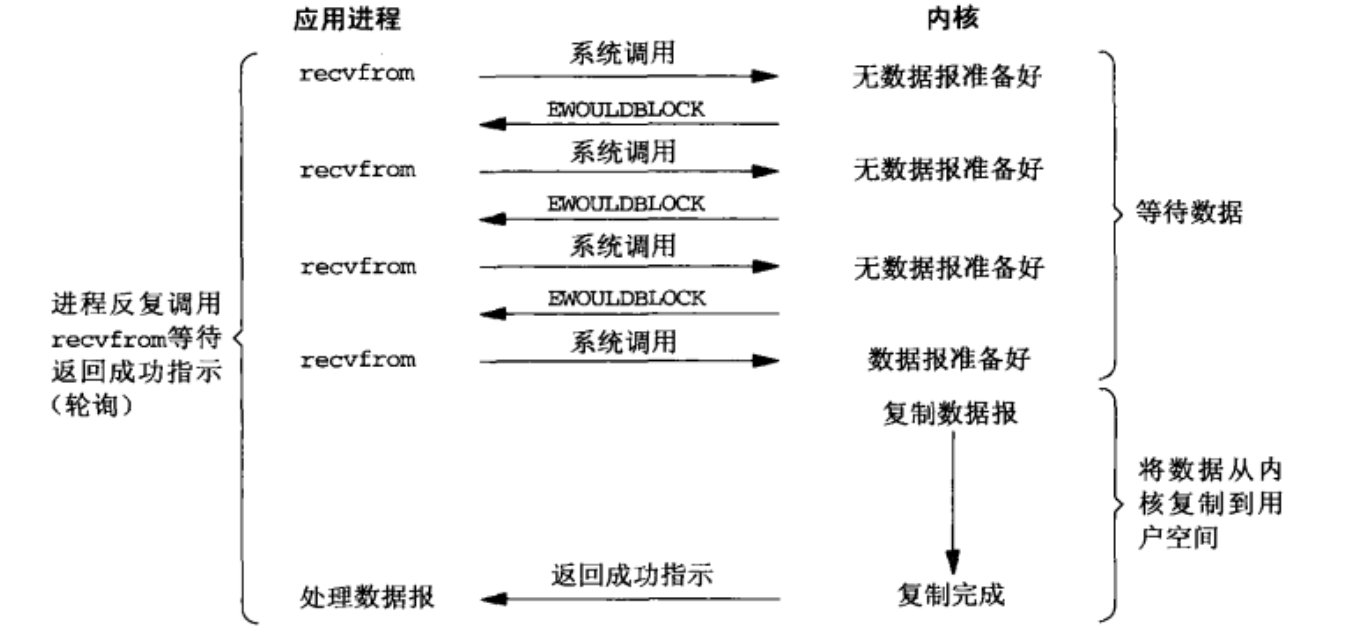 应用进程
内核
系统调用
recvfrom
无数据报准备好
EWOULDBLOCK
系统调用
recvfrom
无数据报准备好
EWOULDBLOCK
等待数据
系统调用
recvfrom
无数据报准备好
EWOULDBLOCK
进程反复调用
recvfrom等待
返回成功指示
（轮询）
系统调用
recvfrom
数据报准备好
复制数据报
将数据从内
核复制到用
户空间
返回成功指示
处理数据报
复制完成